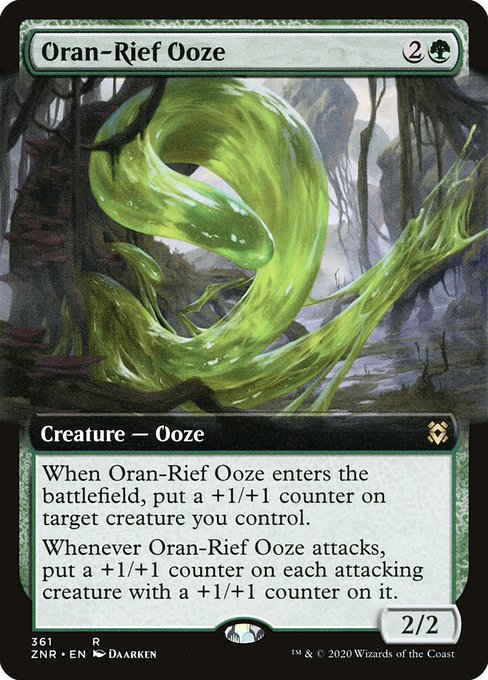 Oran-Rief Ooze 2
Creature — Ooze
When Oran-Rief Ooze enters the
battlefield, put a +1/+1 counter on
target creature you control.
Whenever Oran-Rief Ooze attacks,
put a +1/+1 counter on each attacking
creature with a +1/+1 counter on it.
2/2
361 R
ZNR • EN Daarken
™ & © 2020 Wizards of the Coast